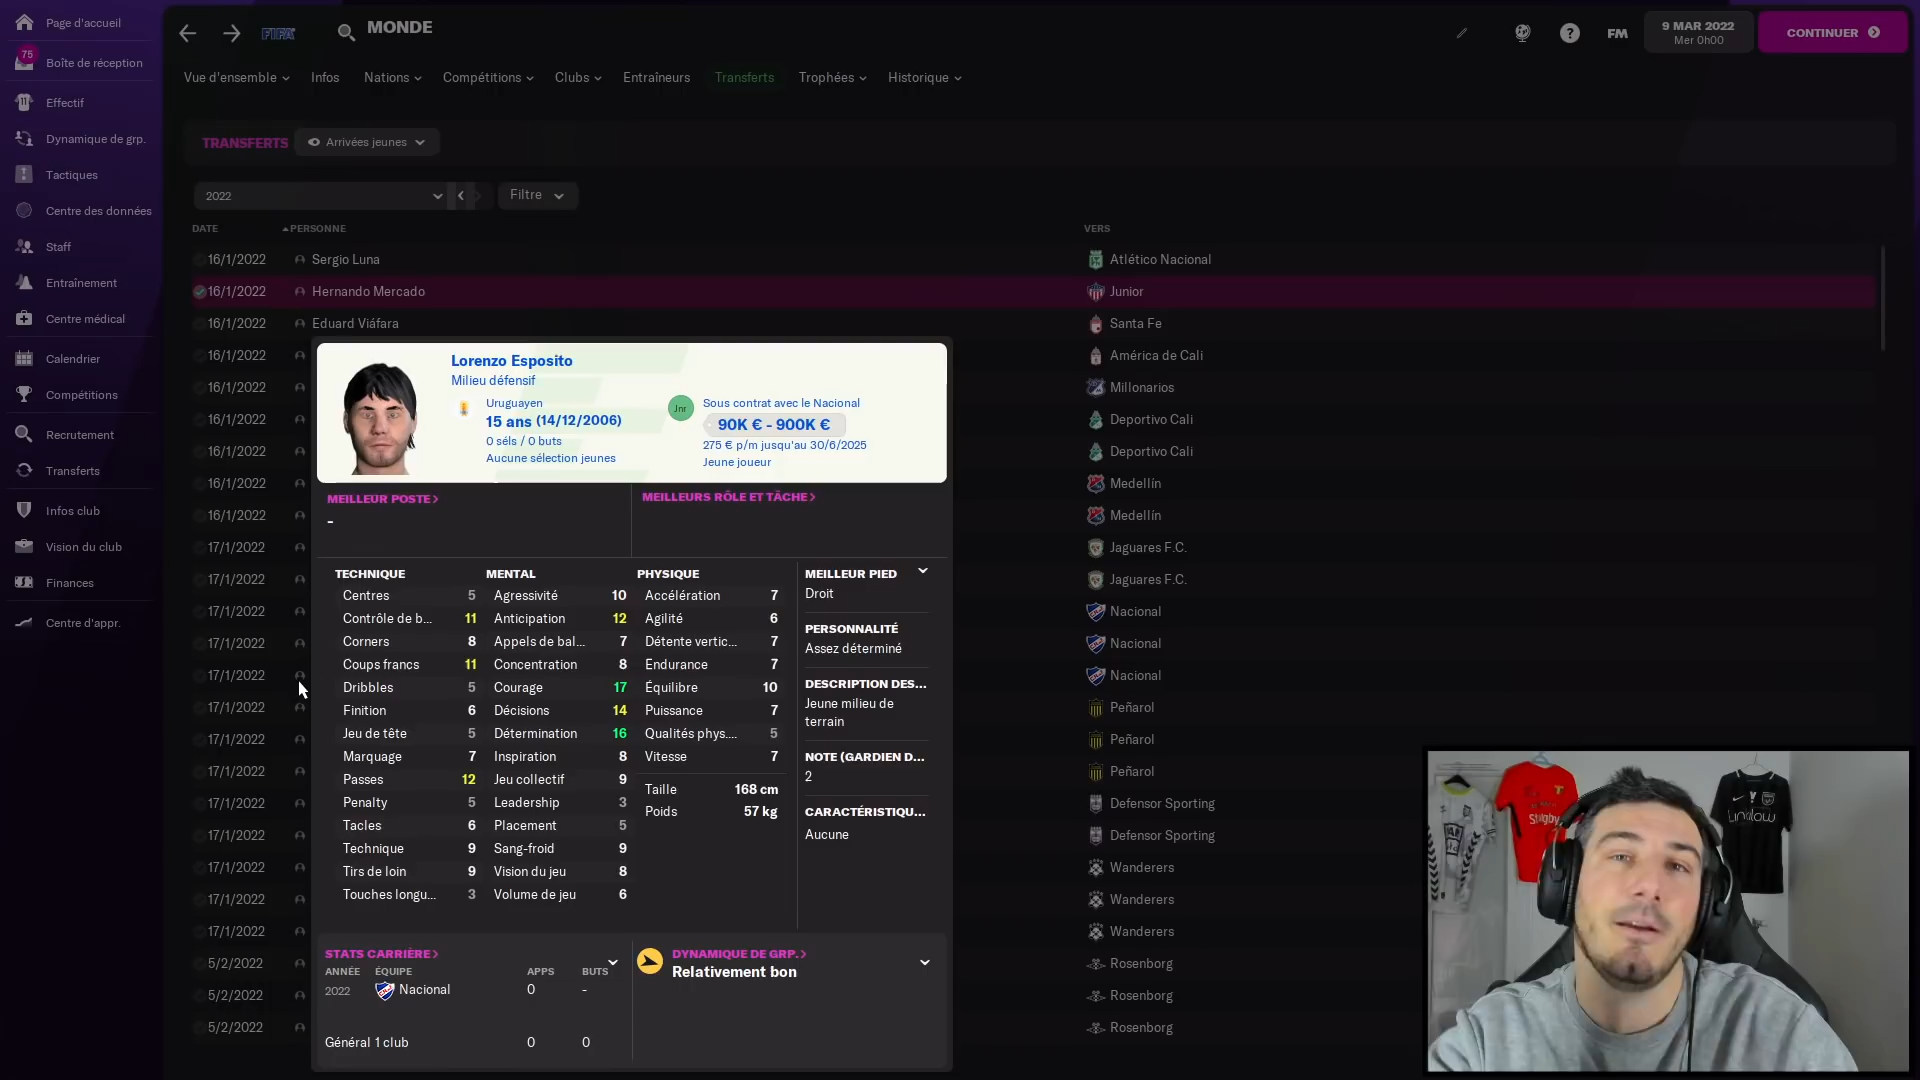 Page d'accueil
75
Boîte de réception
11
Effectif
Dynamique de grp.
Tactiques
Centre des données
Staff
Entraînement
Centre médical
Calendrier
Compétitions
Recrutement
Transferts
Infos club
Vision du club
Finances
Centre d'appr.
FIFA
MONDE
?
FM
9 MAR 2022
Mer 0h00
CONTINUER
Vue d'ensemble
Infos
Nations
Compétitions
Clubs
Entraîneurs
Transferts
Trophées
Historique
TRANSFERTS
Arrivées jeunes
2022
Filtre
DATE PERSONNE VERS
16/1/2022 Sergio Luna Atlético Nacional
16/1/2022 Hernando Mercado Junior
16/1/2022 Eduard Viáfara Santa Fe
16/1/2022 América de Cali
16/1/2022 Millonarios
16/1/2022 Deportivo Cali
16/1/2022 Deportivo Cali
16/1/2022 Medellín
16/1/2022 Medellín
17/1/2022 Jaguares F.C.
17/1/2022 Jaguares F.C.
17/1/2022 Nacional
17/1/2022 Nacional
17/1/2022 Nacional
17/1/2022 Peñarol
17/1/2022 Peñarol
17/1/2022 Peñarol
17/1/2022 Defensor Sporting
17/1/2022 Defensor Sporting
17/1/2022 Wanderers
17/1/2022 Wanderers
17/1/2022 Wanderers
5/2/2022 Rosenborg
5/2/2022 Rosenborg
5/2/2022 Rosenborg
Lorenzo Esposito
Milieu défensif
Uruguayen
15 ans (14/12/2006)
0 séls / 0 buts
Aucune sélection jeunes
Jnr
Sous contrat avec le Nacional
90K € - 900K €
275 € p/m jusqu'au 30/6/2025
Jeune joueur
MEILLEUR POSTE
-
MEILLEURS RÔLE ET TÂCHE
TECHNIQUE
Centres 5
Contrôle de b... 11
Corners 8
Coups francs 11
Dribbles 5
Finition 6
Jeu de tête 5
Marquage 7
Passes 12
Penalty 5
Tacles 6
Technique 9
Tirs de loin 9
Touches longu... 3
MENTAL
Agressivité 10
Anticipation 12
Appels de bal... 7
Concentration 8
Courage 17
Décisions 14
Détermination 16
Inspiration 8
Jeu collectif 9
Leadership 3
Placement 5
Sang-froid 9
Vision du jeu 8
Volume de jeu 6
PHYSIQUE
Accélération 7
Agilité 6
Détente vertic... 7
Endurance 7
Équilibre 10
Puissance 7
Qualités phys.... 5
Vitesse 7
Taille 168 cm
Poids 57 kg
MEILLEUR PIED
Droit
PERSONNALITÉ
Assez déterminé
DESCRIPTION DES...
Jeune milieu de
terrain
NOTE (GARDIEN D...
2
CARACTÉRISTIQU...
Aucune
STATS CARRIÈRE
ANNÉE ÉQUIPE APPS BUTS
2022 Nacional 0 -
Général 1 club 0 0
DYNAMIQUE DE GRP.
Relativement bon